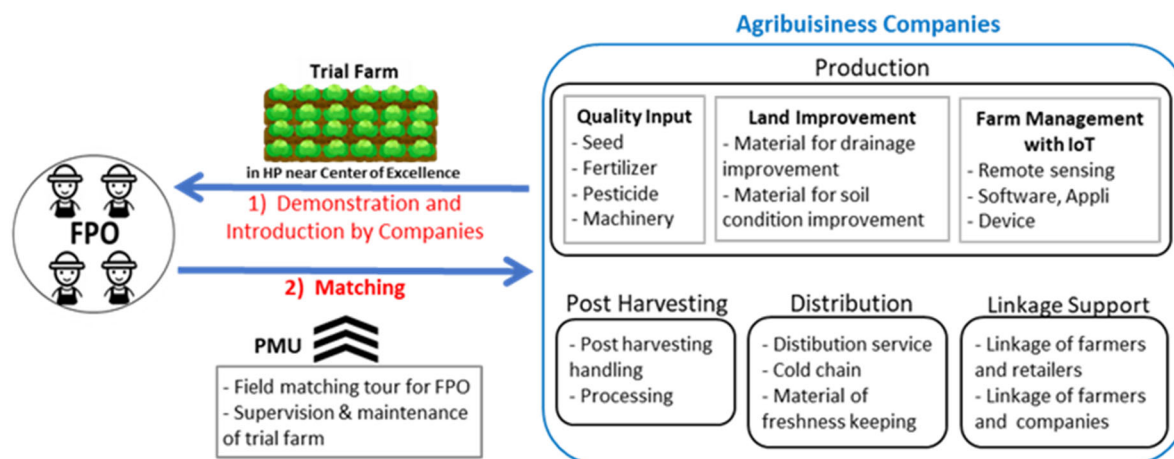 Agribuisiness Companies
Trial Farm
in HP near Center of Excellence
FPO
1) Demonstration and
Introduction by Companies
2) Matching
PMU
- Field matching tour for FPO
- Supervision & maintenance
of trial farm
Production
Quality Input
- Seed
- Fertilizer
- Pesticide
- Machinery
Land Improvement
- Material for drainage
improvement
- Material for soil
condition improvement
Farm Management
with IoT
- Remote sensing
- Software, Appli
- Device
Post Harvesting
- Post harvesting
handling
- Processing
Distribution
- Distibution service
- Cold chain
- Material of
freshness keeping
Linkage Support
- Linkage of farmers
and retailers
- Linkage of farmers
and companies